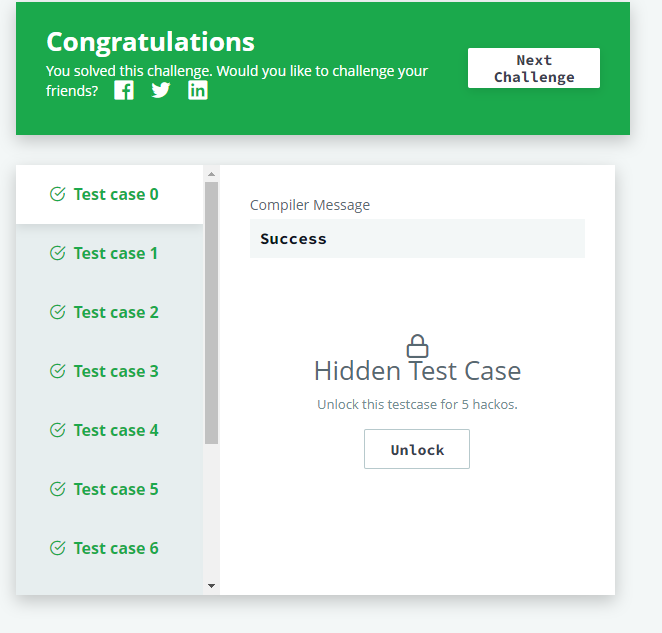 Congratulations
You solved this challenge. Would you like to challenge your
friends?
Next
Challenge
Test case 0
Test case 1
Test case 2
Test case 3
Test case 4
Test case 5
Test case 6
Compiler Message
Success
Hidden Test Case
Unlock this testcase for 5 hackos.
Unlock